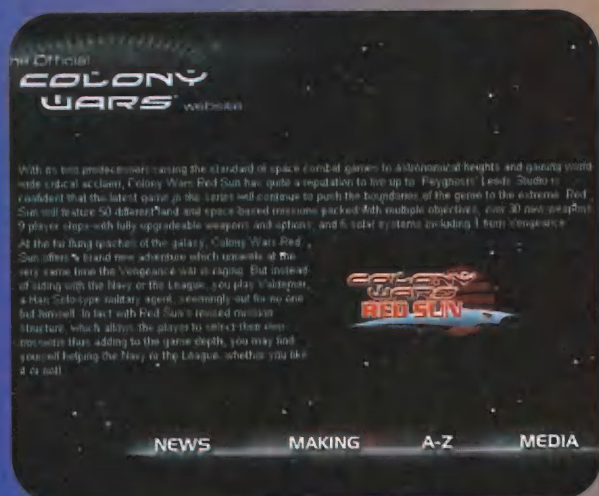 The Official
COLONY
WARS website
With its two predecessors raising the standard of space combat games to astronomical heights and gaining world
wide critical acclaim, Colony Wars Red Sun has quite a reputation to live up to. Psygnosis' Leeds Studio is
confident that the latest game in the series will continue to push the boundaries of the genre to the extreme. Red
Sun will feature 50 different land and space based missions packed with multiple objectives, over 30 new weapons
9 player ships with fully upgradeable weapons and options, and 6 solar systems including 1 from Vengeance
At the far flung reaches of the galaxy, Colony Wars Red
Sun offers a brand new adventure which unravels at the
very same time the Vengeance war is raging. But instead
of siding with the Navy or the League, you play Valdemar
a Han Solo-type military agent, seemingly out for no one
but himself. In fact with Red Sun's revised mission
structure, which allows the player to select their own
missions thus adding to the game depth, you may find
yourself helping the Navy or the League, whether you like
it or not!
COLONY
WARS
RED SUN
NEWS MAKING A-Z MEDIA